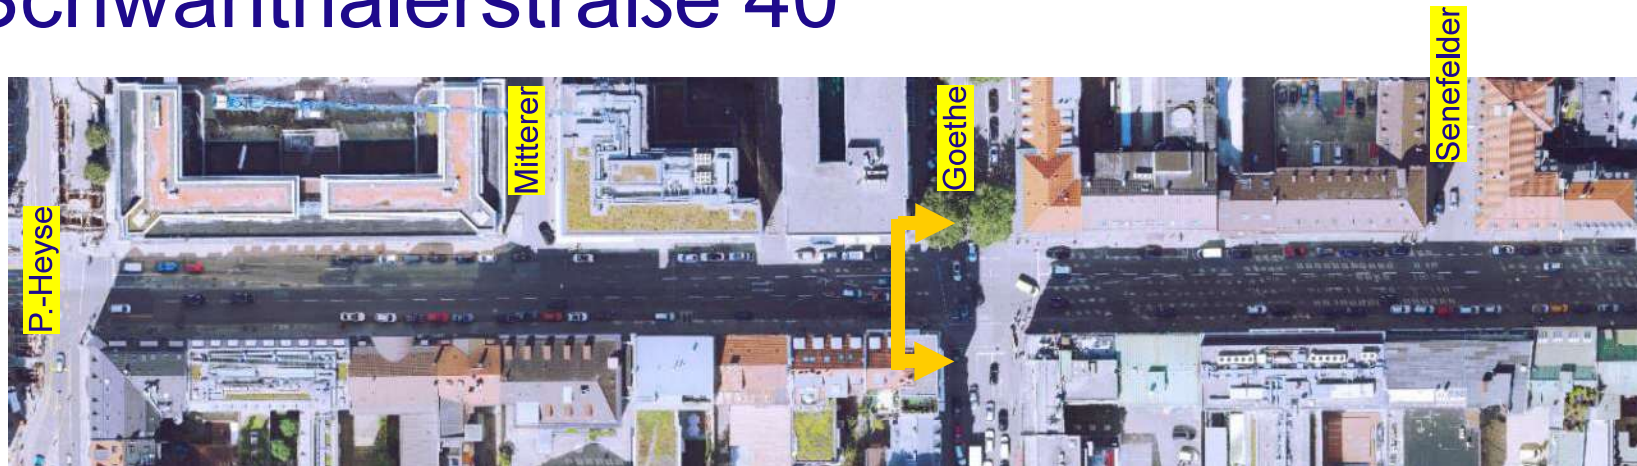 Schwanthalerstraße 40
P.-Heyse
Mitterer
Goethe
Senefelder